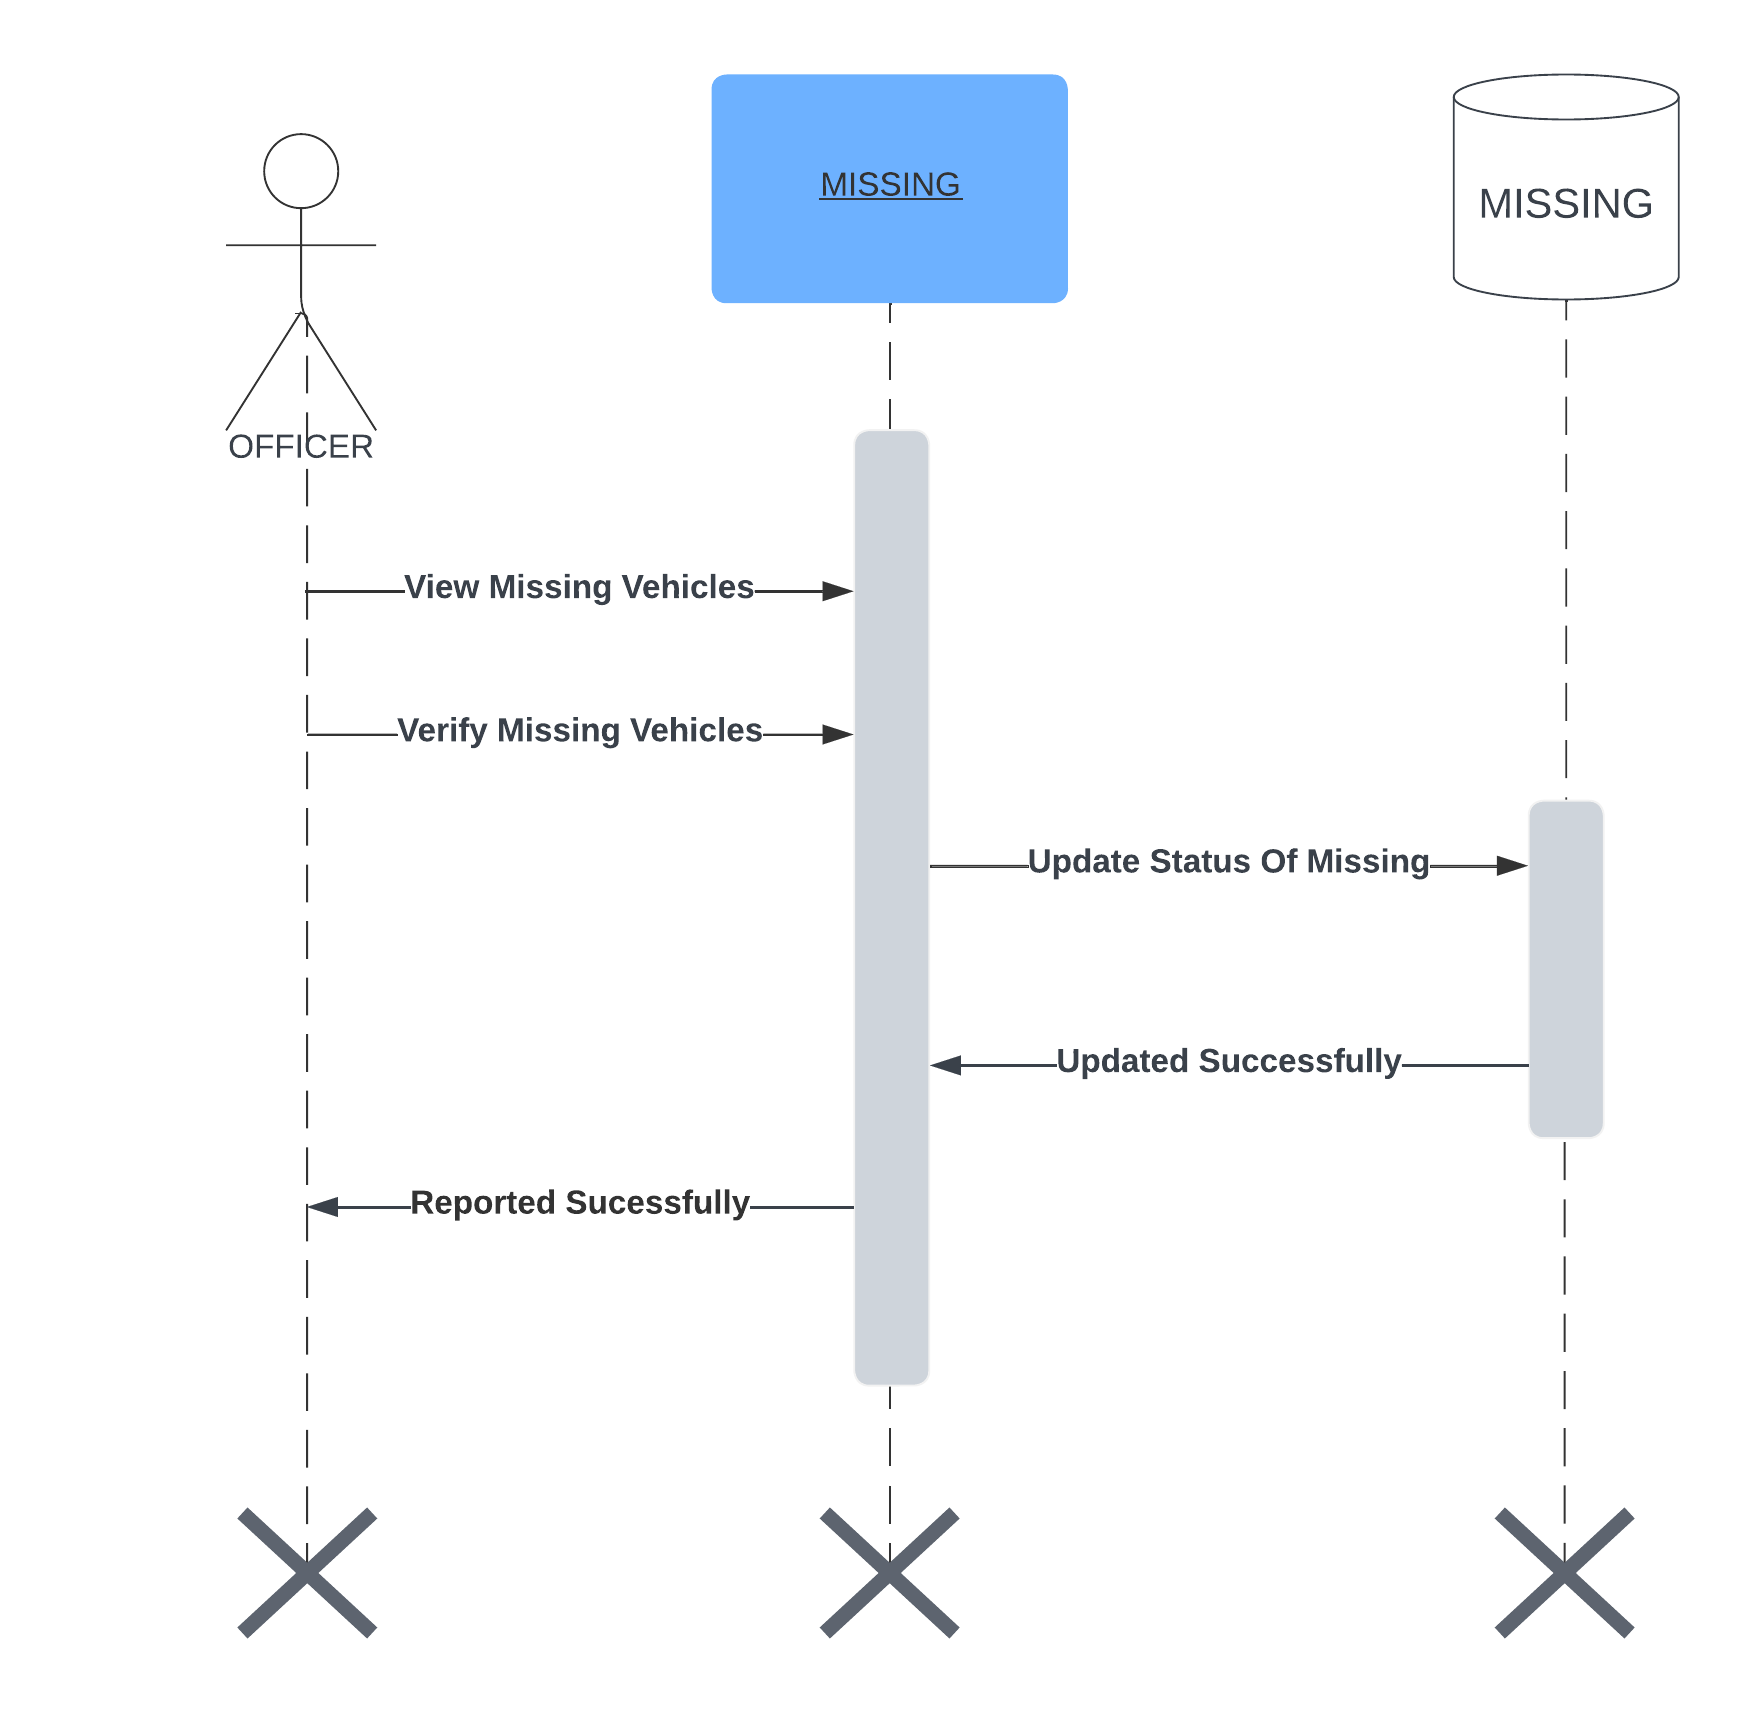 MISSING
MISSING
OFFICER
View Missing Vehicles
Verify Missing Vehicles
Update Status Of Missing
Updated Successfully
Reported Sucessfully